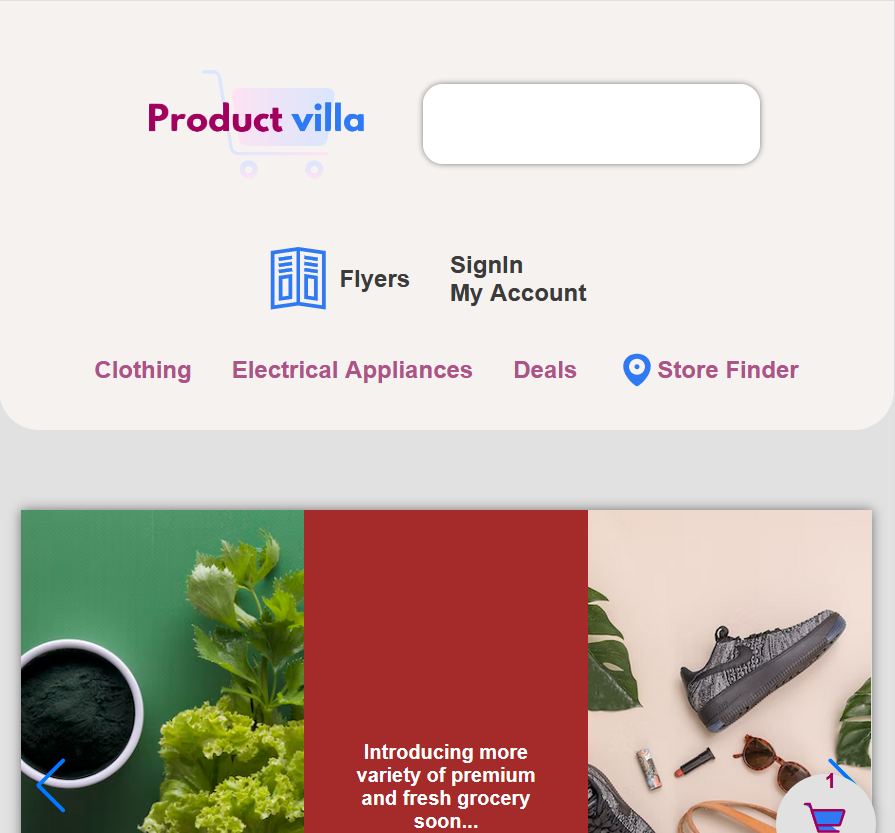 Product villa
Flyers
SignIn
My Account
Clothing
Electrical Appliances
Deals
Store Finder
Introducing more
variety of premium
and fresh grocery
soon...
1